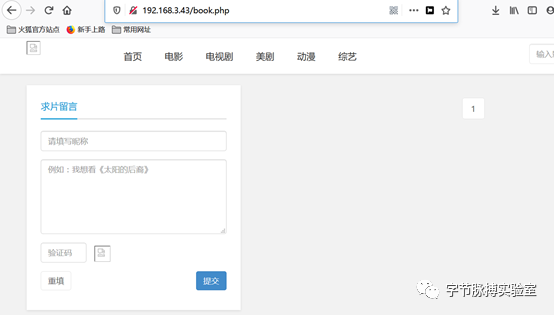 192.168.3.43/book.php
火狐官方站点 新手上路 常用网址
首页 电影 电视剧 美剧 动漫 综艺
求片留言
请填写昵称
1
例如：我想看《太阳的后裔》
验证码
重填 提交
字节脉搏实验室